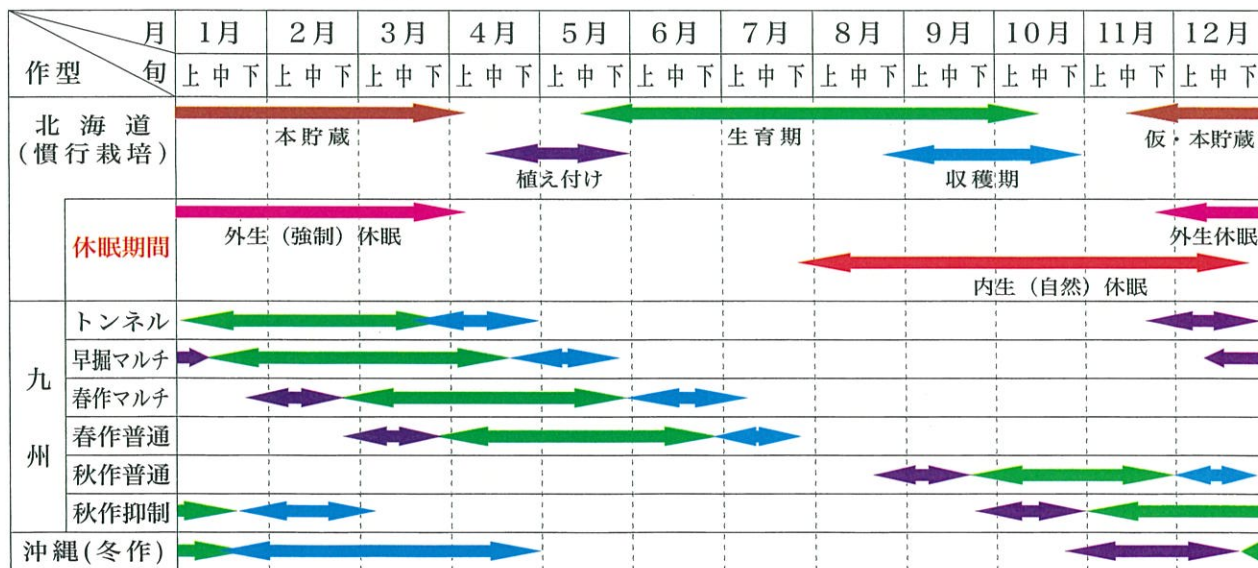 月 1月 2月 3月 4月 5月 6月 7月 8月 9月 10月 11月 12月
作型 旬 上 中 下 上 中 下 上 中 下 上 中 下 上 中 下 上 中 下 上 中 下 上 中 下 上 中 下 上 中 下 上 中 下 上 中 下
北海道
(慣行栽培)
本貯蔵
生育期
仮・本貯蔵
植え付け
収穫期
休眠期間
外生（強制）休眠
外生休眠
内生（自然）休眠
九州
トンネル
早掘マルチ
春作マルチ
春作普通
秋作普通
秋作抑制
沖縄(冬作)